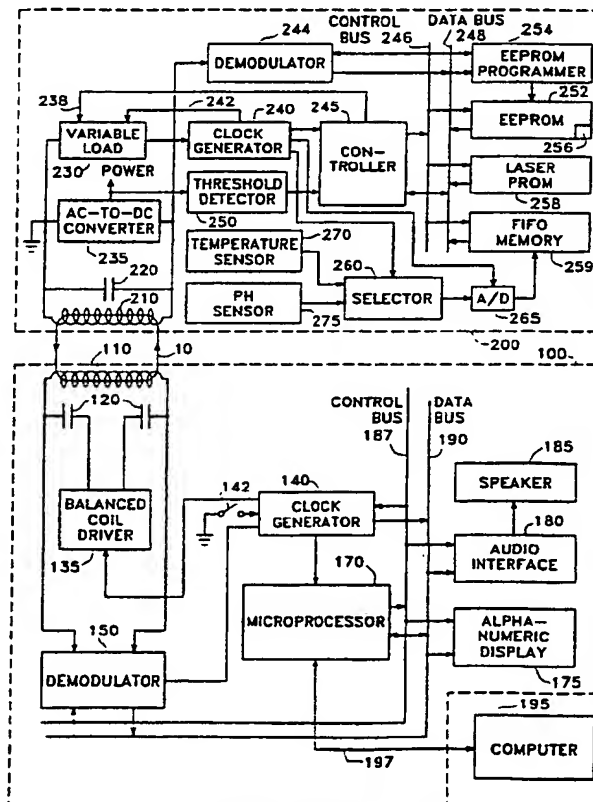 CONTROL BUS 246
DATA BUS 248
244
DEMODULATOR
254
EEPROM PROGRAMMER
252
EEPROM
256
238
242
240
245
VARIABLE LOAD
230
CLOCK GENERATOR
CON-
TROLLER
POWER
LASER PROM
258
AC-TO-DC CONVERTER
235
THRESHOLD DETECTOR
250
FIFO MEMORY
259
270
TEMPERATURE SENSOR
260
SELECTOR
A/D
265
220
210
PH SENSOR
275
200
110
10
100
120
CONTROL BUS
187
DATA BUS
190
185
SPEAKER
BALANCED COIL DRIVER
135
142
140
CLOCK GENERATOR
180
AUDIO INTERFACE
170
MICROPROCESSOR
ALPHA-
NUMERIC
DISPLAY
175
150
DEMODULATOR
195
COMPUTER
197